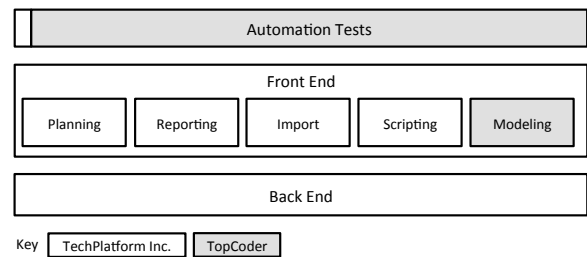 Automation Tests
Front End
Planning Reporting Import Scripting Modeling
Back End
Key TechPlatform Inc. TopCoder